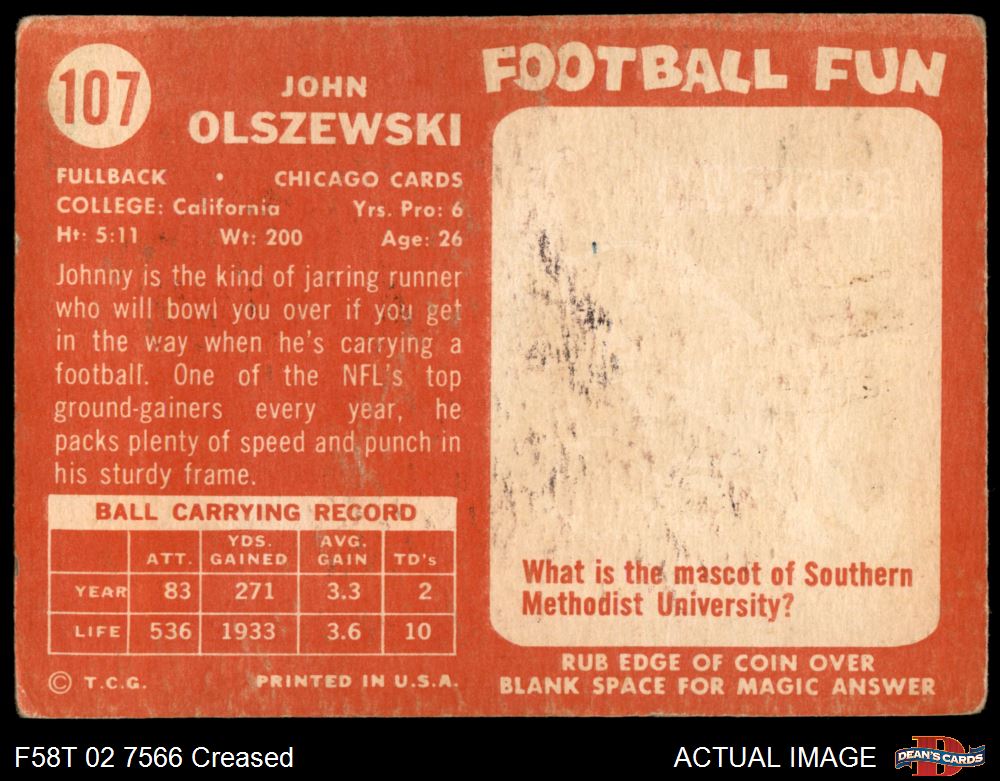 107
JOHN
OLSZEWSKI
FULLBACK • CHICAGO CARDS
COLLEGE: California Yrs. Pro: 6
Ht: 5:11 Wt: 200 Age: 26
Johnny is the kind of jarring runner
who will bowl you over if you get
in the way when he's carrying a
football. One of the NFL's top
ground-gainers every year, he
packs plenty of speed and punch in
his sturdy frame.
BALL CARRYING RECORD
ATT. YDS. GAINED AVG. GAIN TD's
YEAR 83 271 3.3 2
LIFE 536 1933 3.6 10
© T.C.G. PRINTED IN U.S.A.
FOOTBALL FUN
What is the mascot of Southern
Methodist University?
RUB EDGE OF COIN OVER
BLANK SPACE FOR MAGIC ANSWER
F58T 02 7566 Creased
ACTUAL IMAGE
DEAN'S CARDS